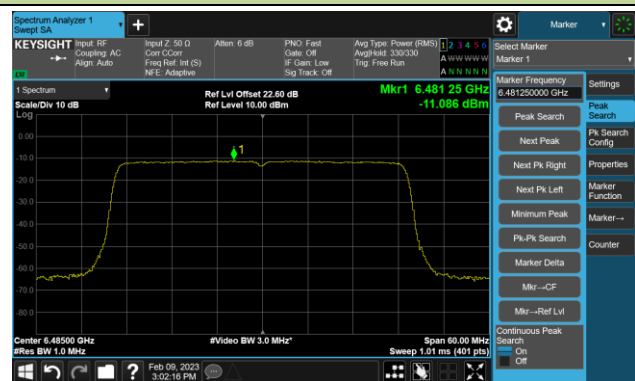 Spectrum Analyzer 1
Swept SA
+
Marker
KEYSIGHT
Input: RF
Coupling: AC
Align: Auto
Input Z: 50 Ω
Corr CCorr
Freq Ref: Int (S)
NFE: Adaptive
Atten: 6 dB
PNO: Fast
Gate: Off
IF Gain: Low
Sig Track: Off
Avg Type: Power (RMS)
Avg|Hold: 330/330
Trig: Free Run
1 2 3 4 5 6
A W W W W W
A N N N N N
LXI
Select Marker
Marker 1
1 Spectrum
Scale/Div 10 dB
Log
Ref Lvl Offset 22.60 dB
Ref Level 10.00 dBm
Mkr1 6.481 25 GHz
-11.086 dBm
0.00
-10.0
-20.0
-30.0
-40.0
-50.0
-60.0
-70.0
-80.0
1
Center 6.48500 GHz
#Res BW 1.0 MHz
#Video BW 3.0 MHz*
Span 60.00 MHz
Sweep 1.01 ms (401 pts)
Marker Frequency
6.481250000 GHz
Peak Search
Next Peak
Next Pk Right
Next Pk Left
Minimum Peak
Pk-Pk Search
Marker Delta
Mkr→CF
Mkr→Ref Lvl
Continuous Peak
Search
On
Off
Settings
Peak
Search
Pk Search
Config
Properties
Marker
Function
Marker→
Counter
?
Feb 09, 2023
3:02:16 PM